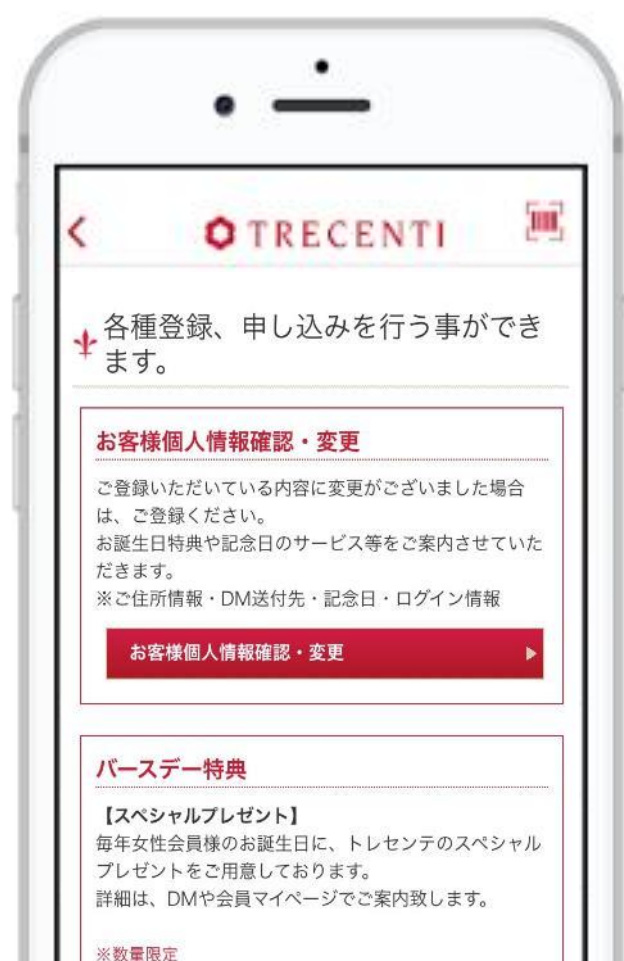 TRECENTI
各種登録、申し込みを行う事ができ
ます。
お客様個人情報確認・変更
ご登録いただいている内容に変更がございました場合
は、ご登録ください。
お誕生日特典や記念日のサービス等をご案内させていた
だきます。
※ご住所情報・DM送付先・記念日・ログイン情報
お客様個人情報確認・変更
バースデー特典
【スペシャルプレゼント】
毎年女性会員様のお誕生日に、トレセンテのスペシャル
プレゼントをご用意しております。
詳細は、DMや会員マイページでご案内致します。
※数量限定